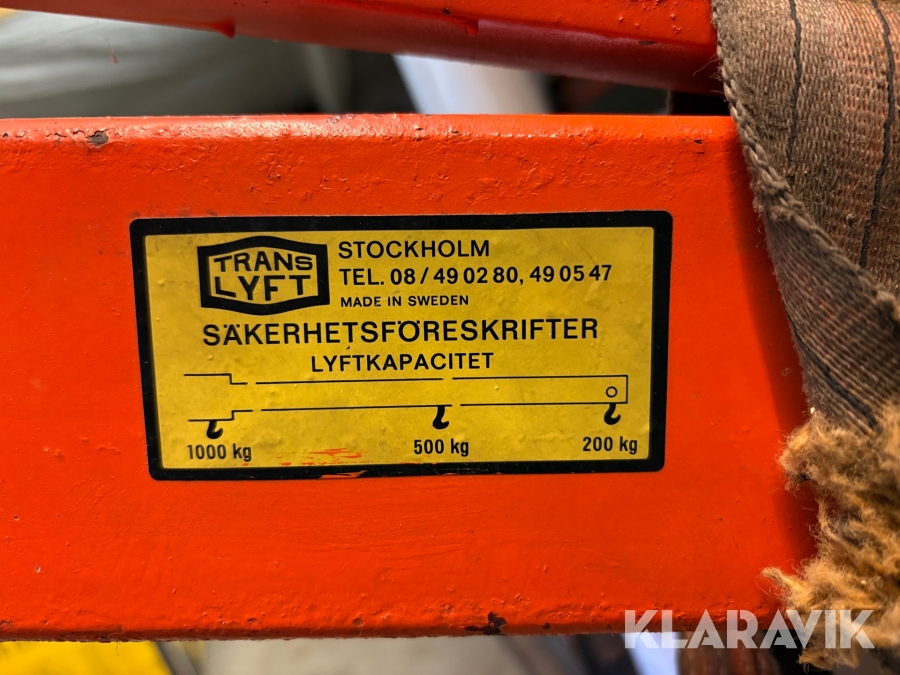 TRANS
LYFT
STOCKHOLM
TEL. 08/49 02 80, 49 05 47
MADE IN SWEDEN
SÄKERHETSFÖRESKRIFTER
LYFTKAPACITET
1000 kg 500 kg 200 kg
KLARAVIK